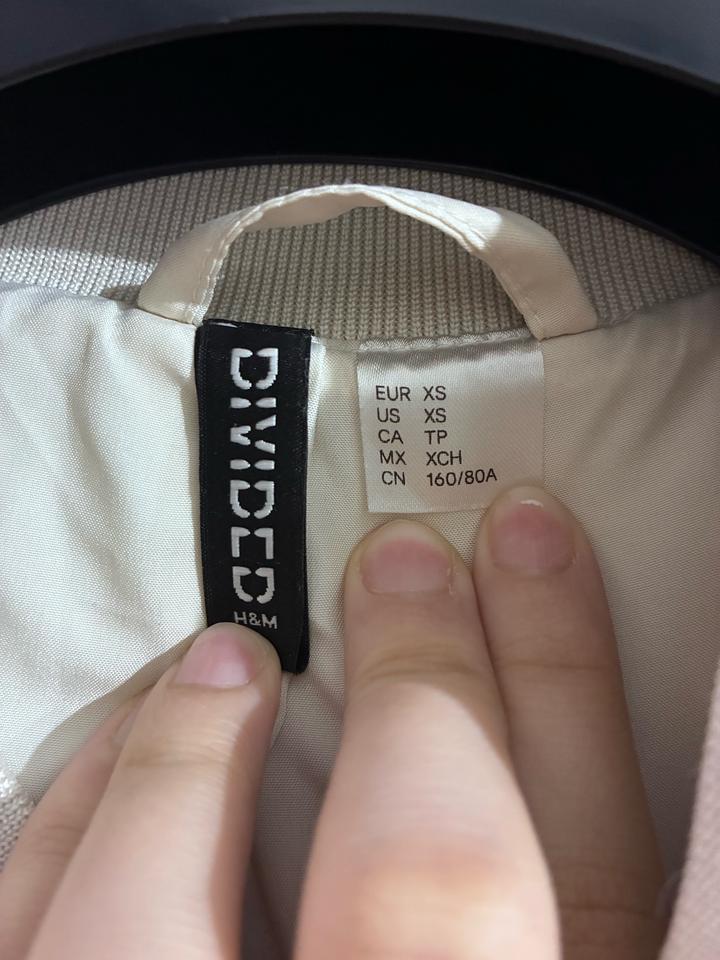 DIVIDED
H&M
EUR XS
US XS
CA TP
MX XCH
CN 160/80A